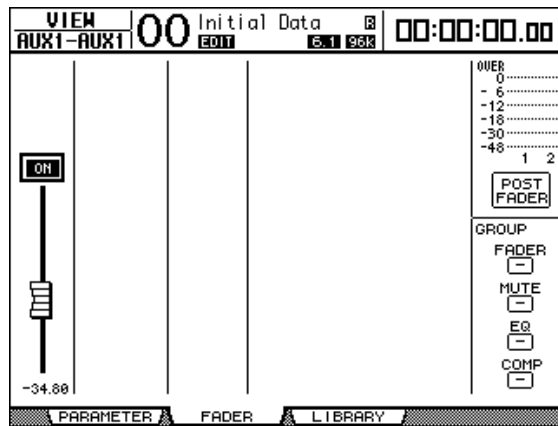 VIEW
AUX1-AUX1
00
Initial Data R
EDIT 6.1 96K
00:00:00.00
OVER
0
- 6
-12
-18
-30
-48
1 2
ON
POST
FADER
GROUP
FADER
-
MUTE
-
EQ
-
COMP
-
-34.80
PARAMETER FADER LIBRARY